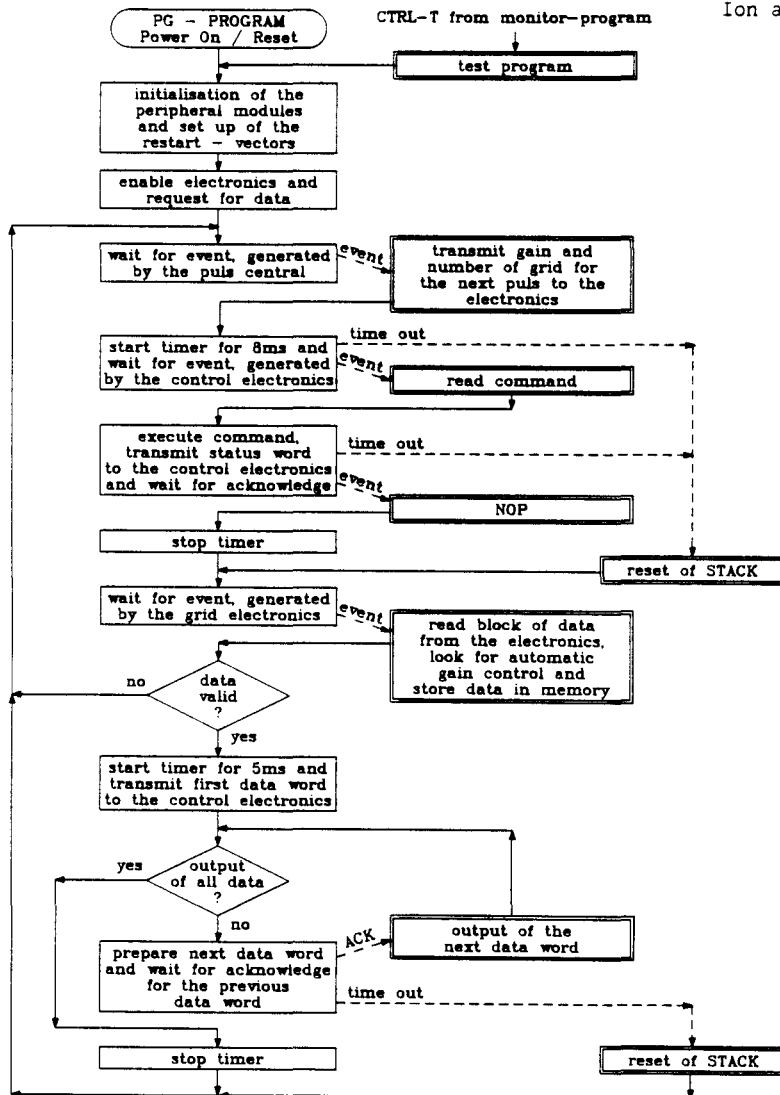 PG - PROGRAM
Power On / Reset
CTRL-T from monitor-program
Ion a
test program
initialisation of the
peripheral modules
and set up of the
restart - vectors
enable electronics and
request for data
wait for event, generated
by the puls central
event
transmit gain and
number of grid for
the next puls to the
electronics
start timer for 8ms and
wait for event, generated
by the control electronics
time out
event
read command
execute command,
transmit status word
to the control electronics
and wait for acknowledge
time out
event
NOP
stop timer
reset of STACK
wait for event, generated
by the grid electronics
event
read block of data
from the electronics,
look for automatic
gain control and
store data in memory
no
data
valid
?
yes
start timer for 5ms and
transmit first data word
to the control electronics
yes
output
of all data
?
no
prepare next data word
and wait for acknowledge
for the previous
data word
ACK
output of the
next data word
time out
stop timer
reset of STACK